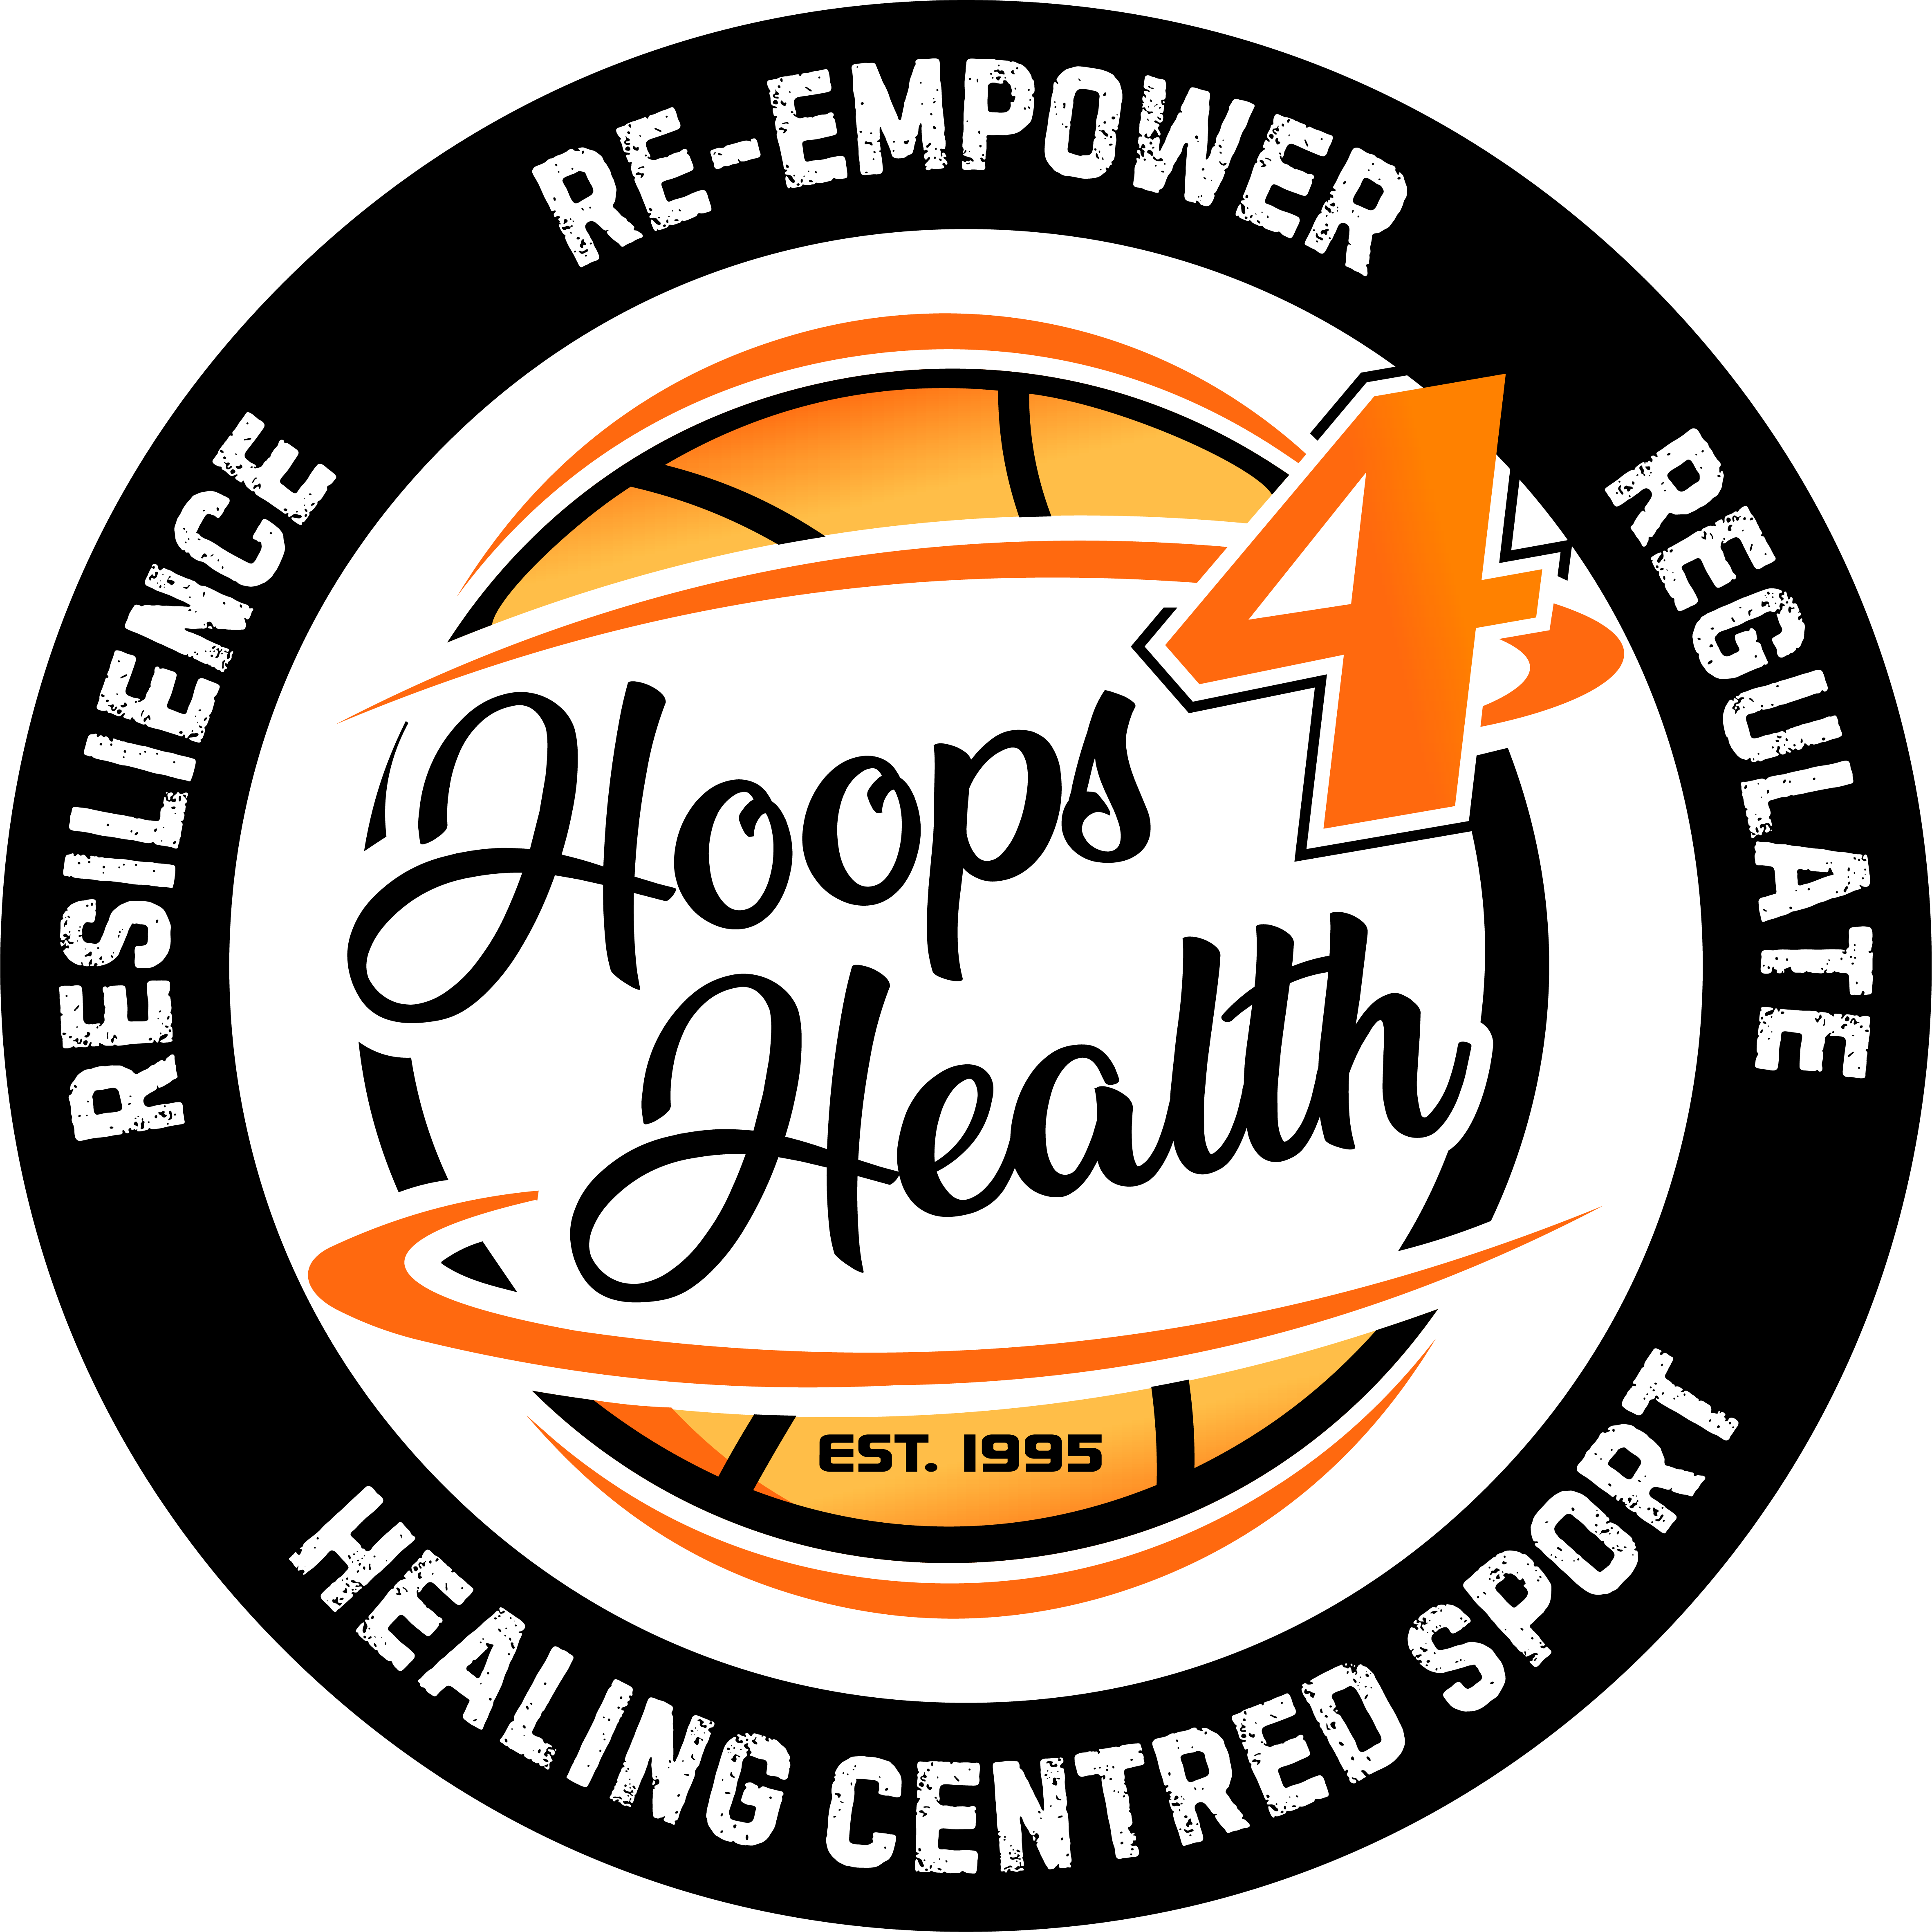 RE-EMPOWER
RESILIENCE
REGULATE
Hoops 4
Health
EST. 1995
HEALING CENTRED SPORT